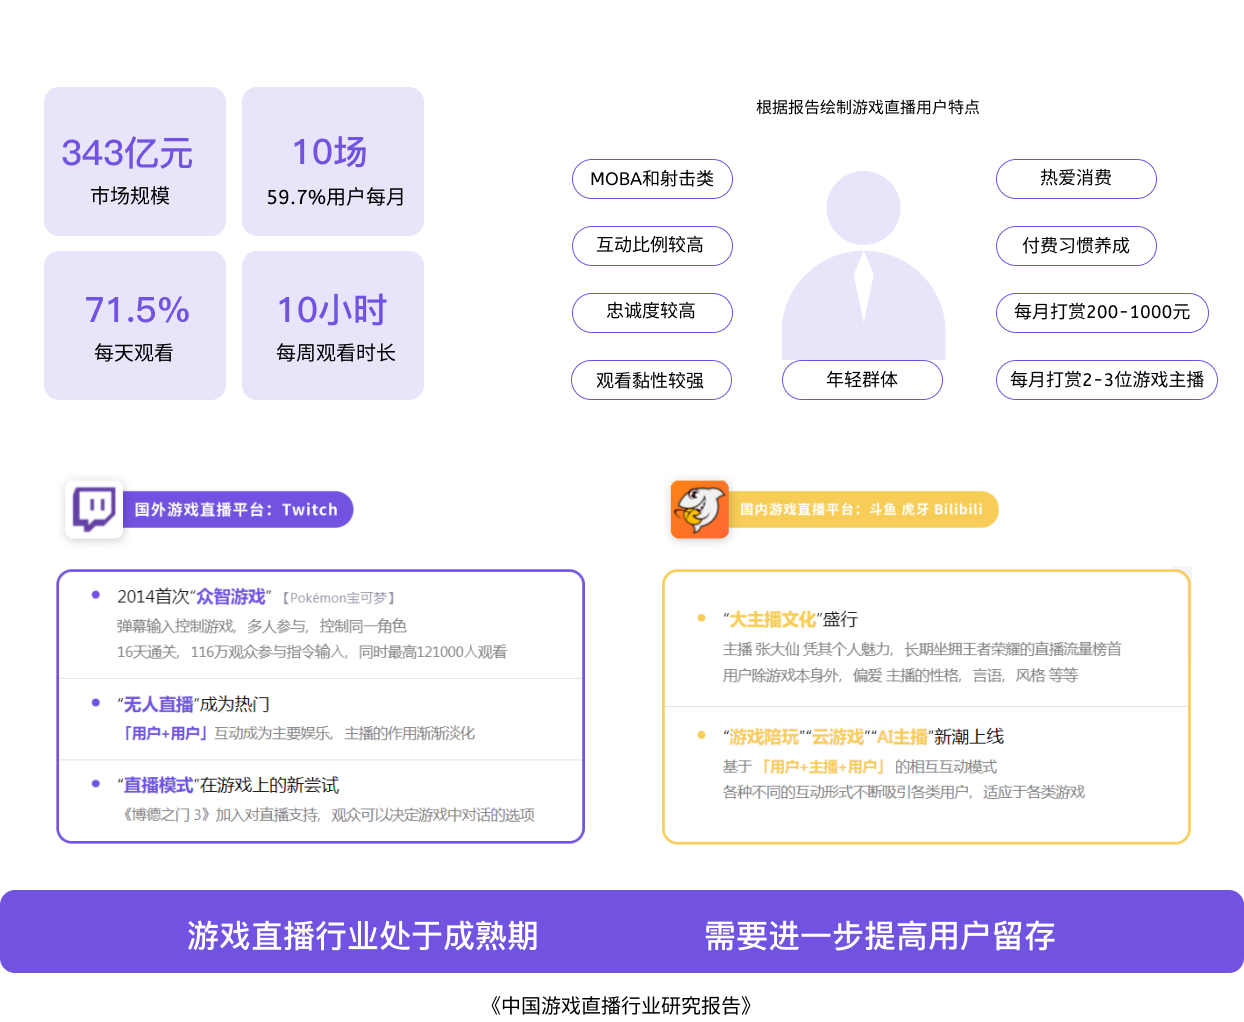 343亿元
市场规模
10场
59.7%用户每月
71.5%
每天观看
10小时
每周观看时长
根据报告绘制游戏直播用户特点
MOBA和射击类
互动比例较高
忠诚度较高
观看黏性较强
年轻群体
热爱消费
付费习惯养成
每月打赏200-1000元
每月打赏2-3位游戏主播
国外游戏直播平台：Twitch
2014首次“众智游戏” 【Pokémon宝可梦】
弹幕输入控制游戏，多人参与，控制同一角色
16天通关，116万观众参与指令输入，同时最高121000人观看
“无人直播”成为热门
「用户+用户」互动成为主要娱乐，主播的作用渐渐淡化
“直播模式”在游戏上的新尝试
《博德之门 3》加入对直播支持，观众可以决定游戏中对话的选项
国内游戏直播平台：斗鱼 虎牙 Bilibili
“大主播文化”盛行
主播 张大仙 凭其个人魅力，长期坐拥王者荣耀的直播流量榜首
用户除游戏本身外，偏爱 主播的性格，言语，风格 等等
“游戏陪玩”“云游戏”“AI主播”新潮上线
基于 「用户+主播+用户」 的相互互动模式
各种不同的互动形式不断吸引各类用户，适应于各类游戏
游戏直播行业处于成熟期
需要进一步提高用户留存
《中国游戏直播行业研究报告》